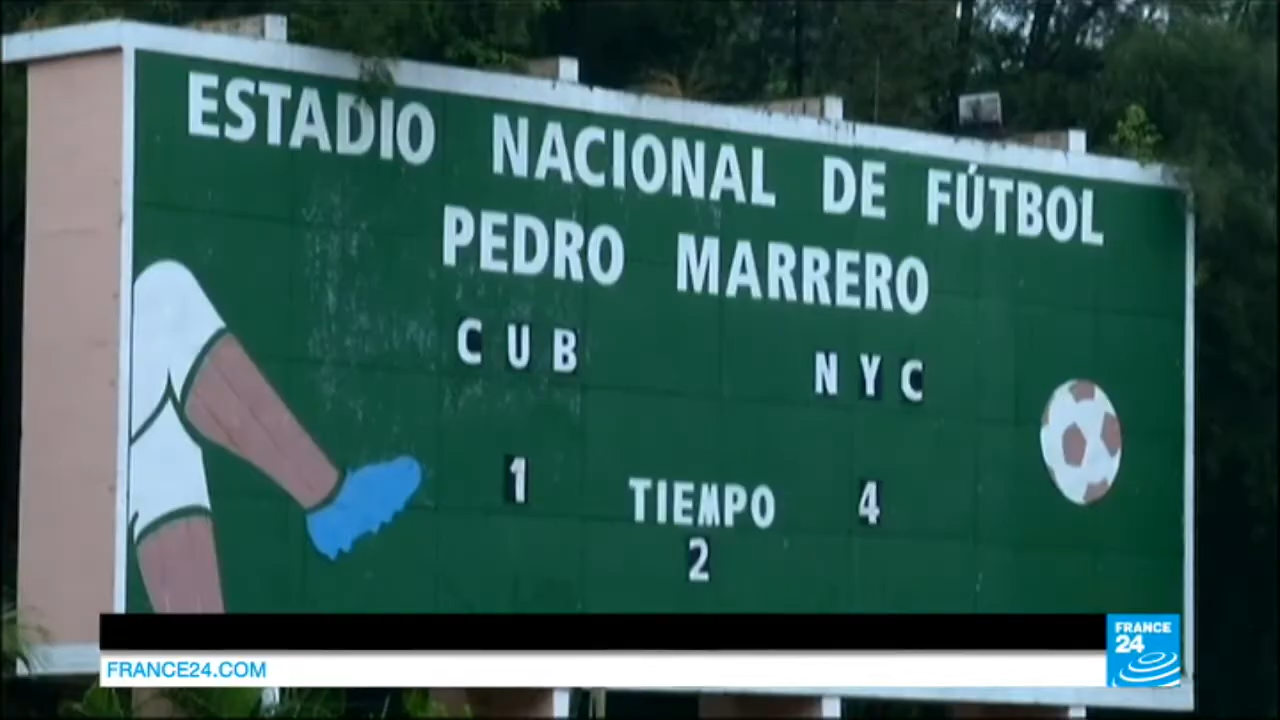 ESTADIO NACIONAL DE FÚTBOL
PEDRO MARRERO
CUB NYC
1 TIEMPO 4
2
FRANCE24.COM
FRANCE 24